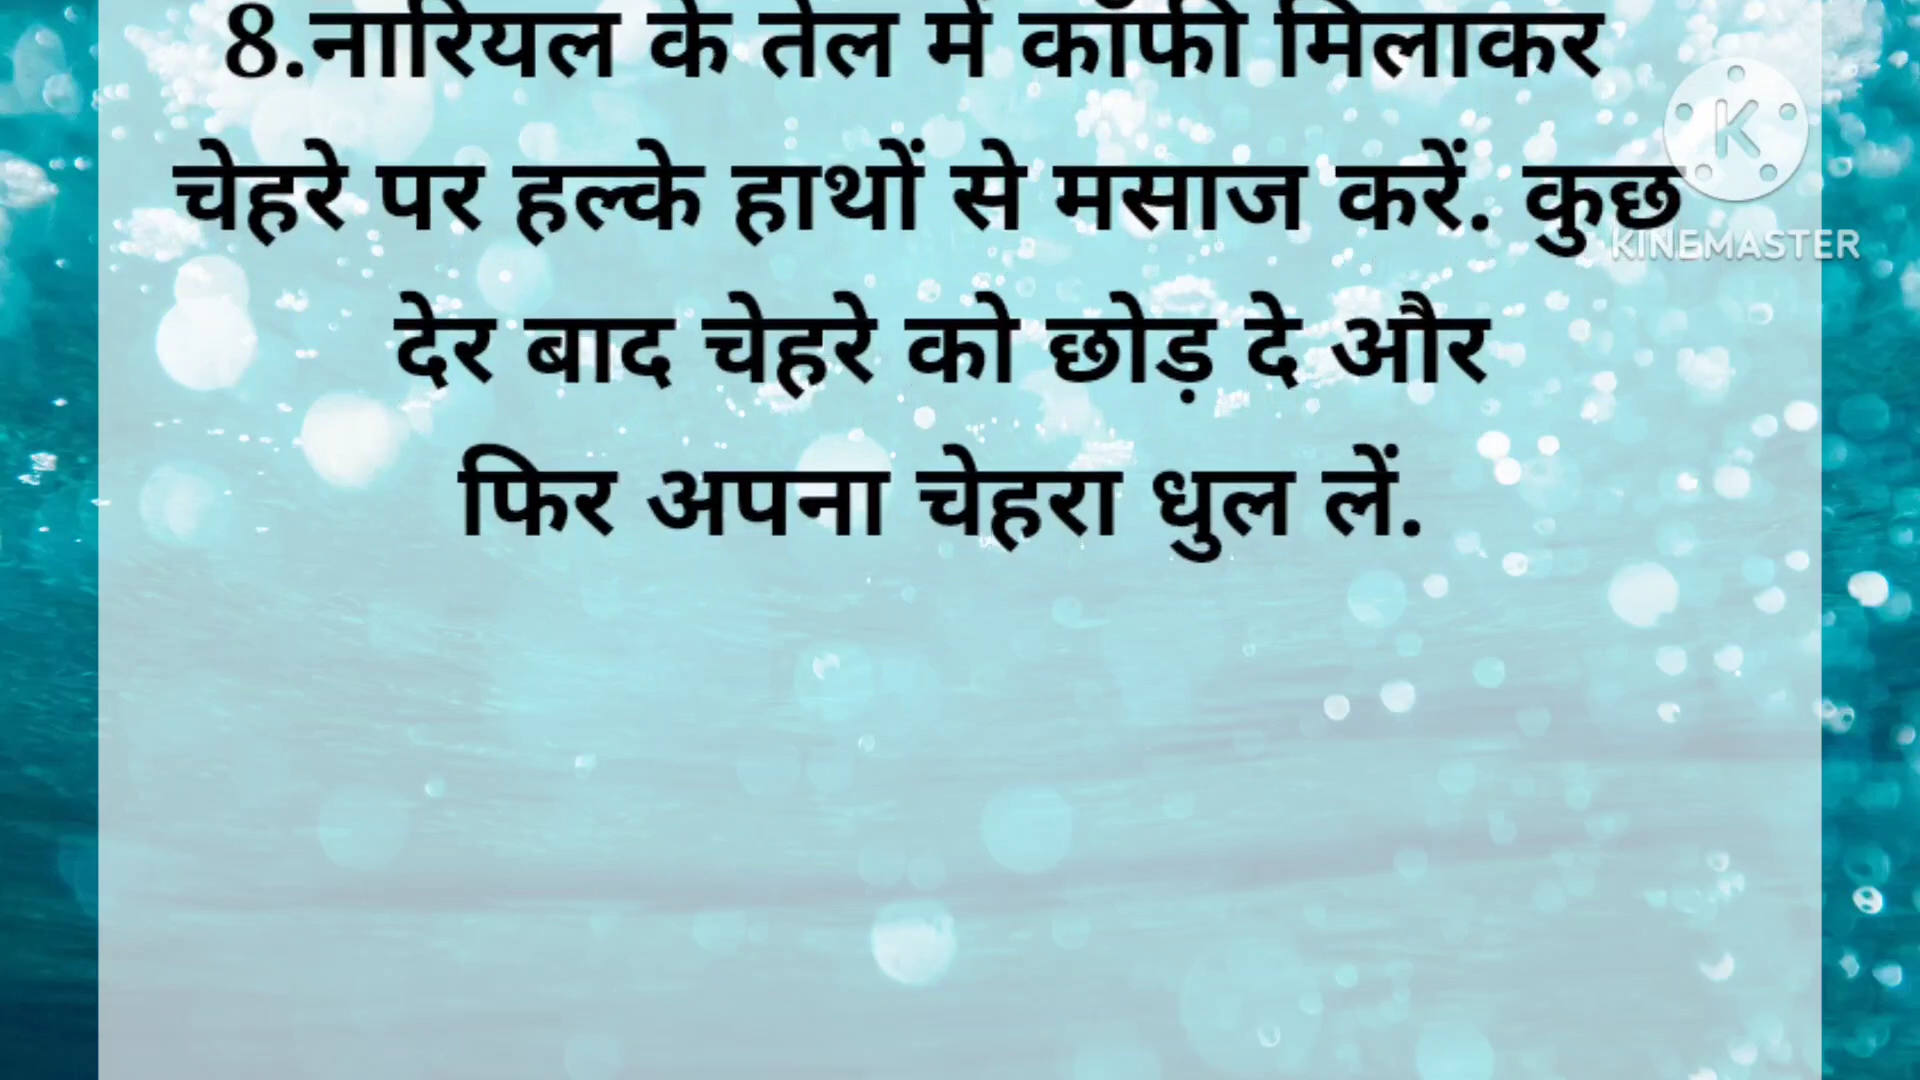 8.नारियल के तेल में कॉफी मिलाकर
चेहरे पर हल्के हाथों से मसाज करें. कुछ
देर बाद चेहरे को छोड़ दे और
फिर अपना चेहरा धुल लें.
K
KINEMASTER